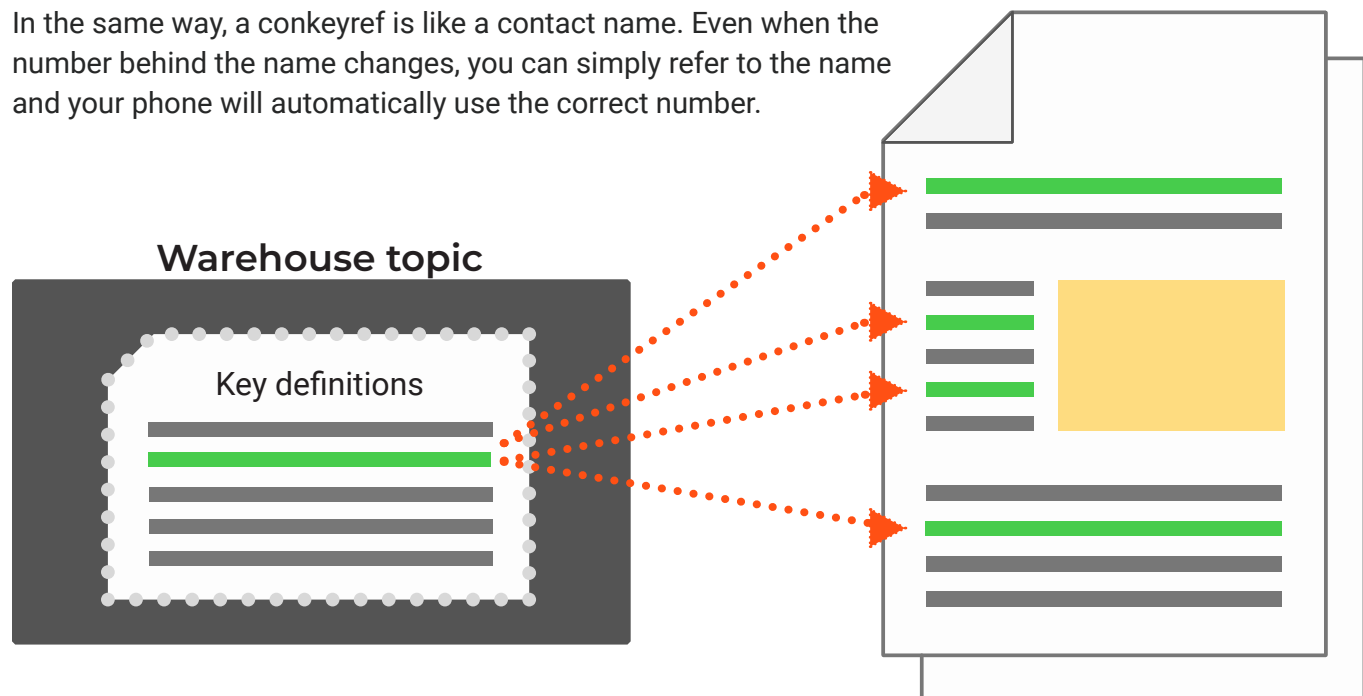 In the same way, a conkeyref is like a contact name. Even when the
number behind the name changes, you can simply refer to the name
and your phone will automatically use the correct number.
Warehouse topic
Key definitions